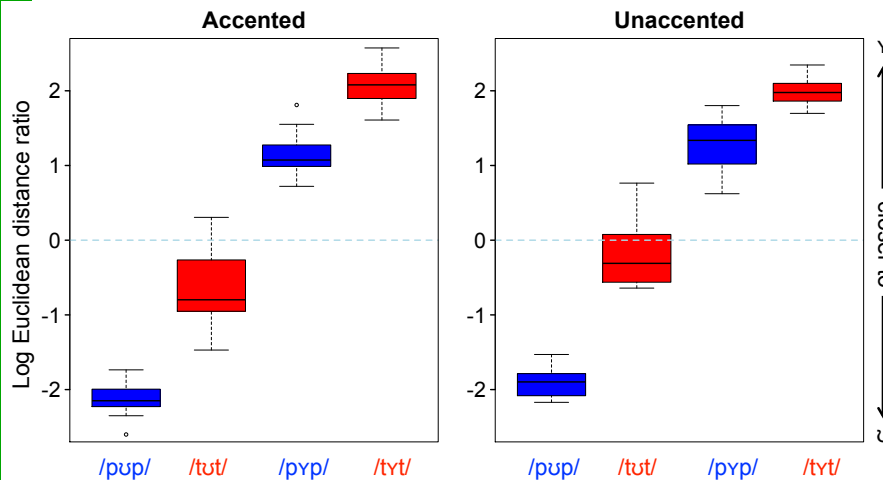 Accented
Unaccented
Log Euclidean distance ratio
2
1
0
-1
-2
2
1
0
-1
-2
/pʊp/ /tʊt/ /pʏp/ /tʏt/
/pʊp/ /tʊt/ /pʏp/ /tʏt/